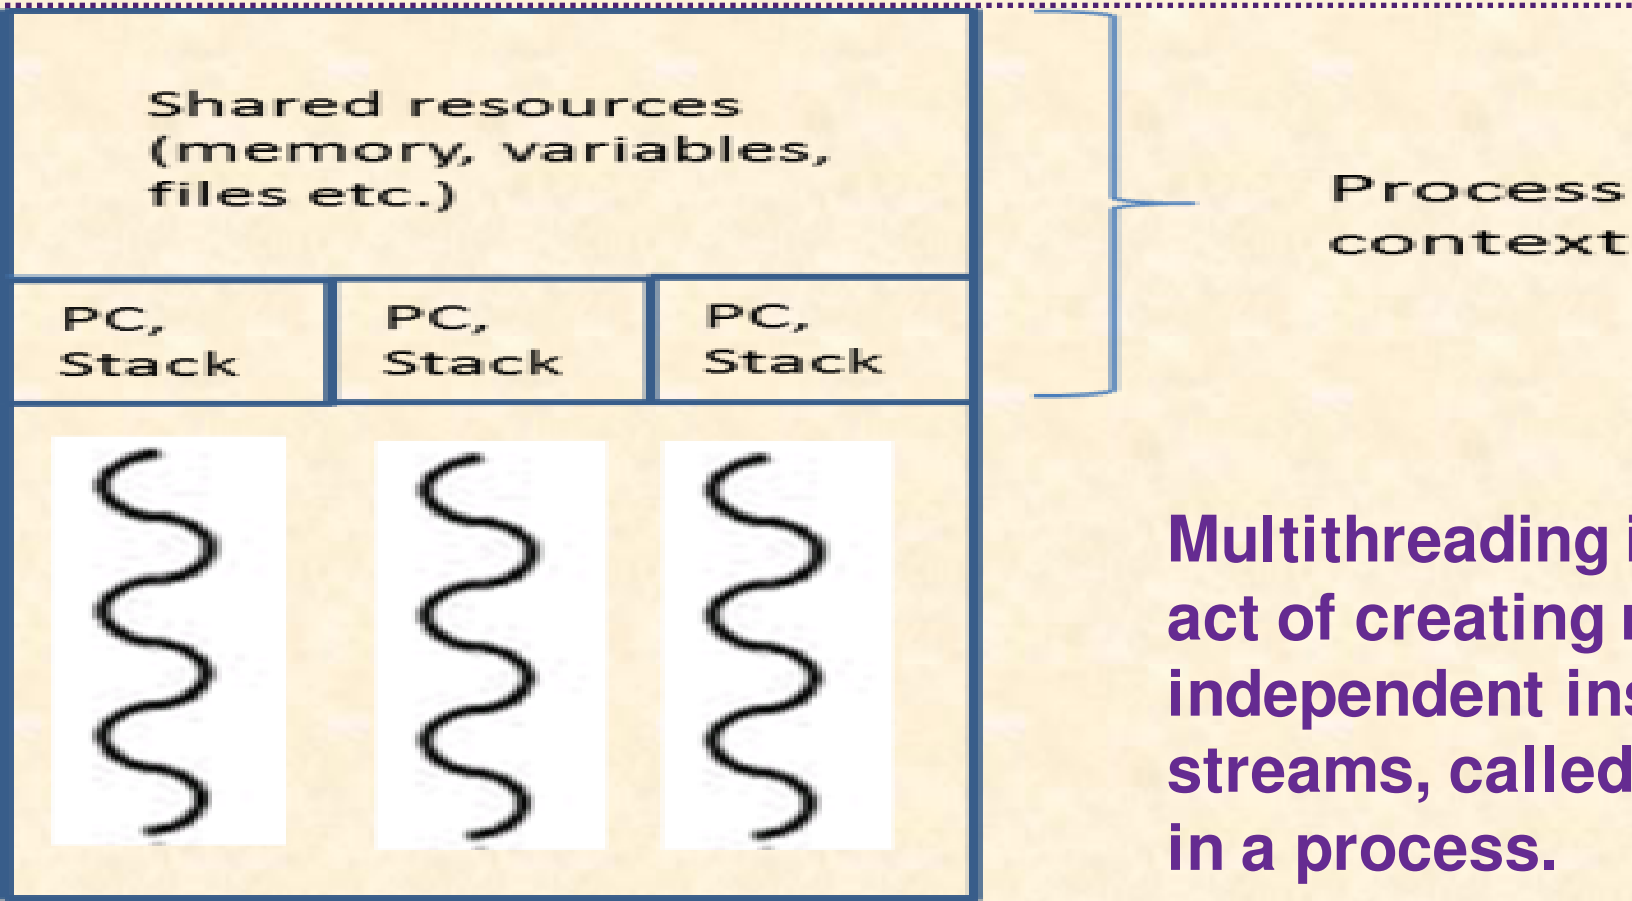 Shared resources
(memory, variables,
files etc.)
Process
context
PC,
Stack
PC,
Stack
PC,
Stack
Multithreading
act of creating
independent
streams, called
in a process.